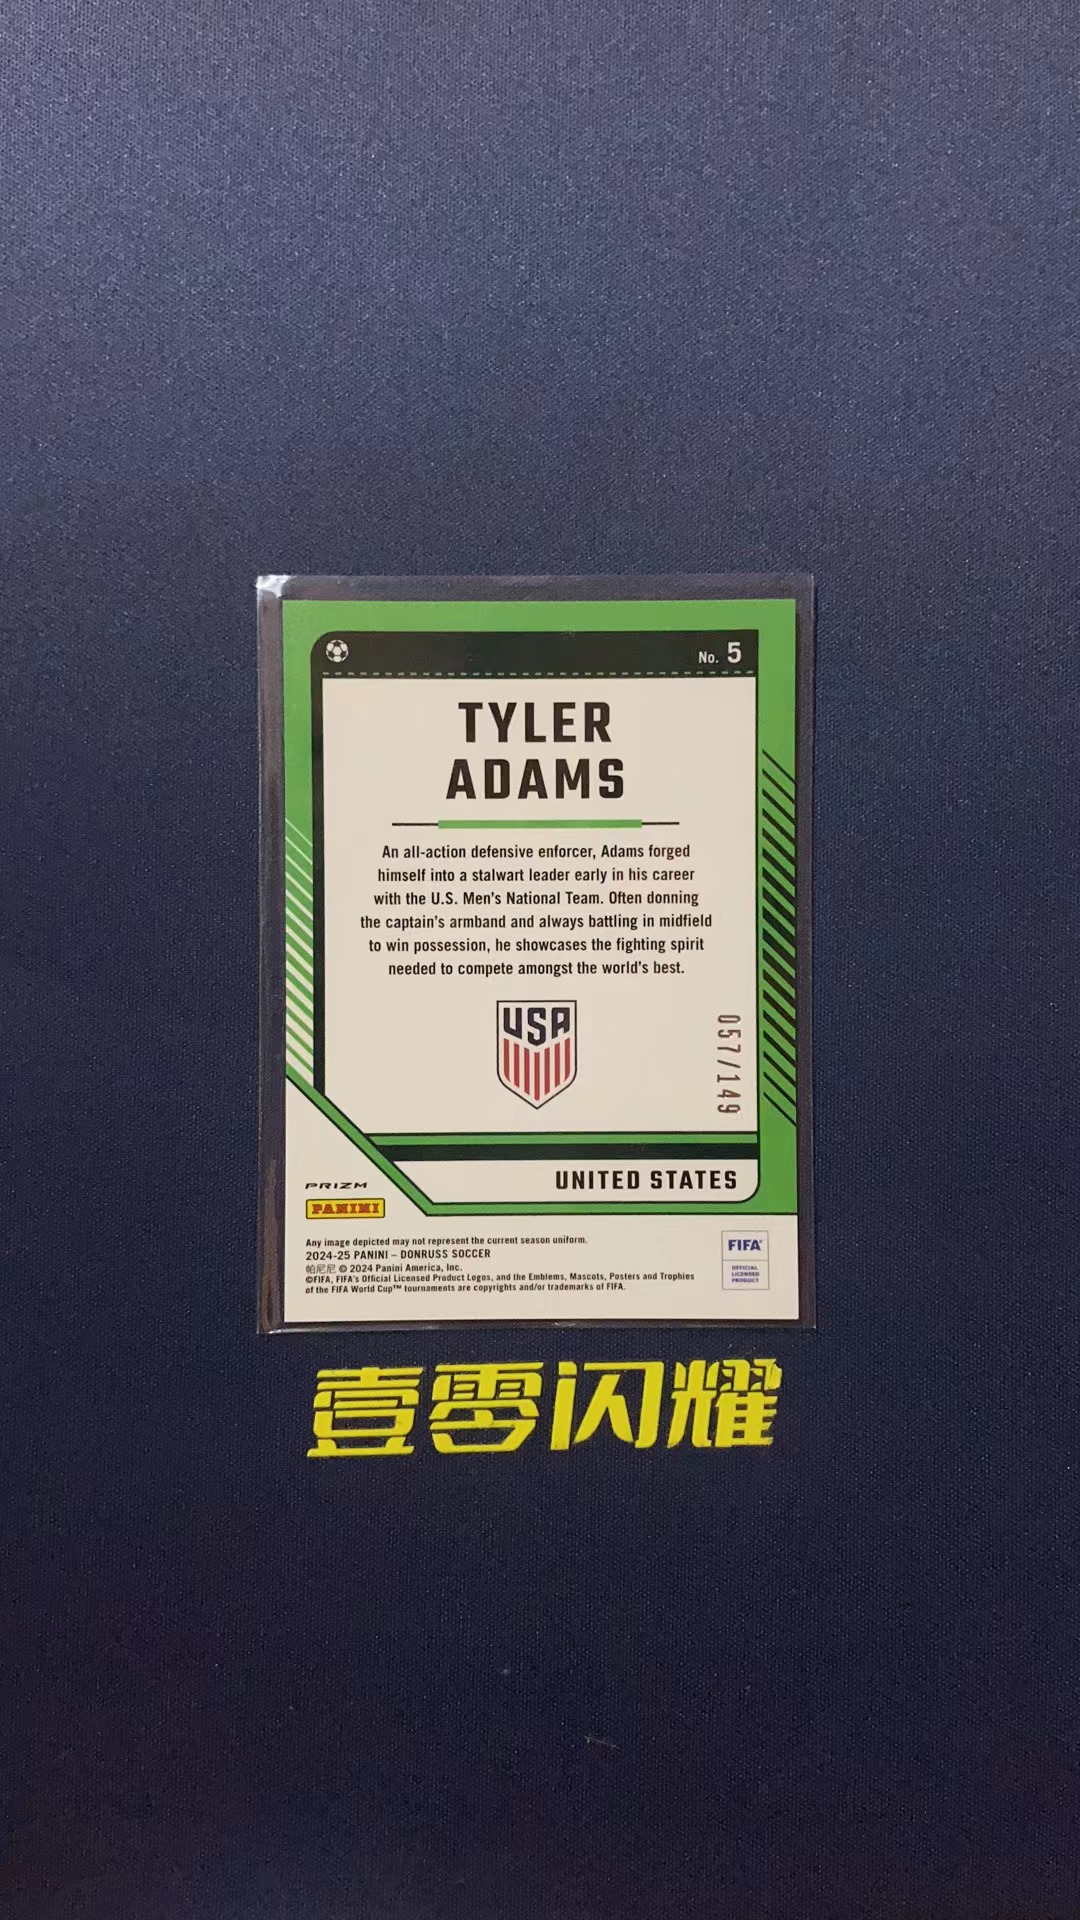 No. 5
TYLER
ADAMS
An all-action defensive enforcer, Adams forged
himself into a stalwart leader early in his career
with the U.S. Men's National Team. Often donning
the captain's armband and always battling in midfield
to win possession, he showcases the fighting spirit
needed to compete amongst the world's best.
USA
057/149
UNITED STATES
PRIZM
PANINI
Any image depicted may not represent the current season uniform.
2024-25 PANINI – DONRUSS SOCCER
帕尼尼 © 2024 Panini America, Inc.
©FIFA, FIFA's Official Licensed Product Logos, and the Emblems, Mascots, Posters and Trophies
of the FIFA World Cup™ tournaments are copyrights and/or trademarks of FIFA.
FIFA®
OFFICIAL
LICENSED
PRODUCT
壹零闪耀